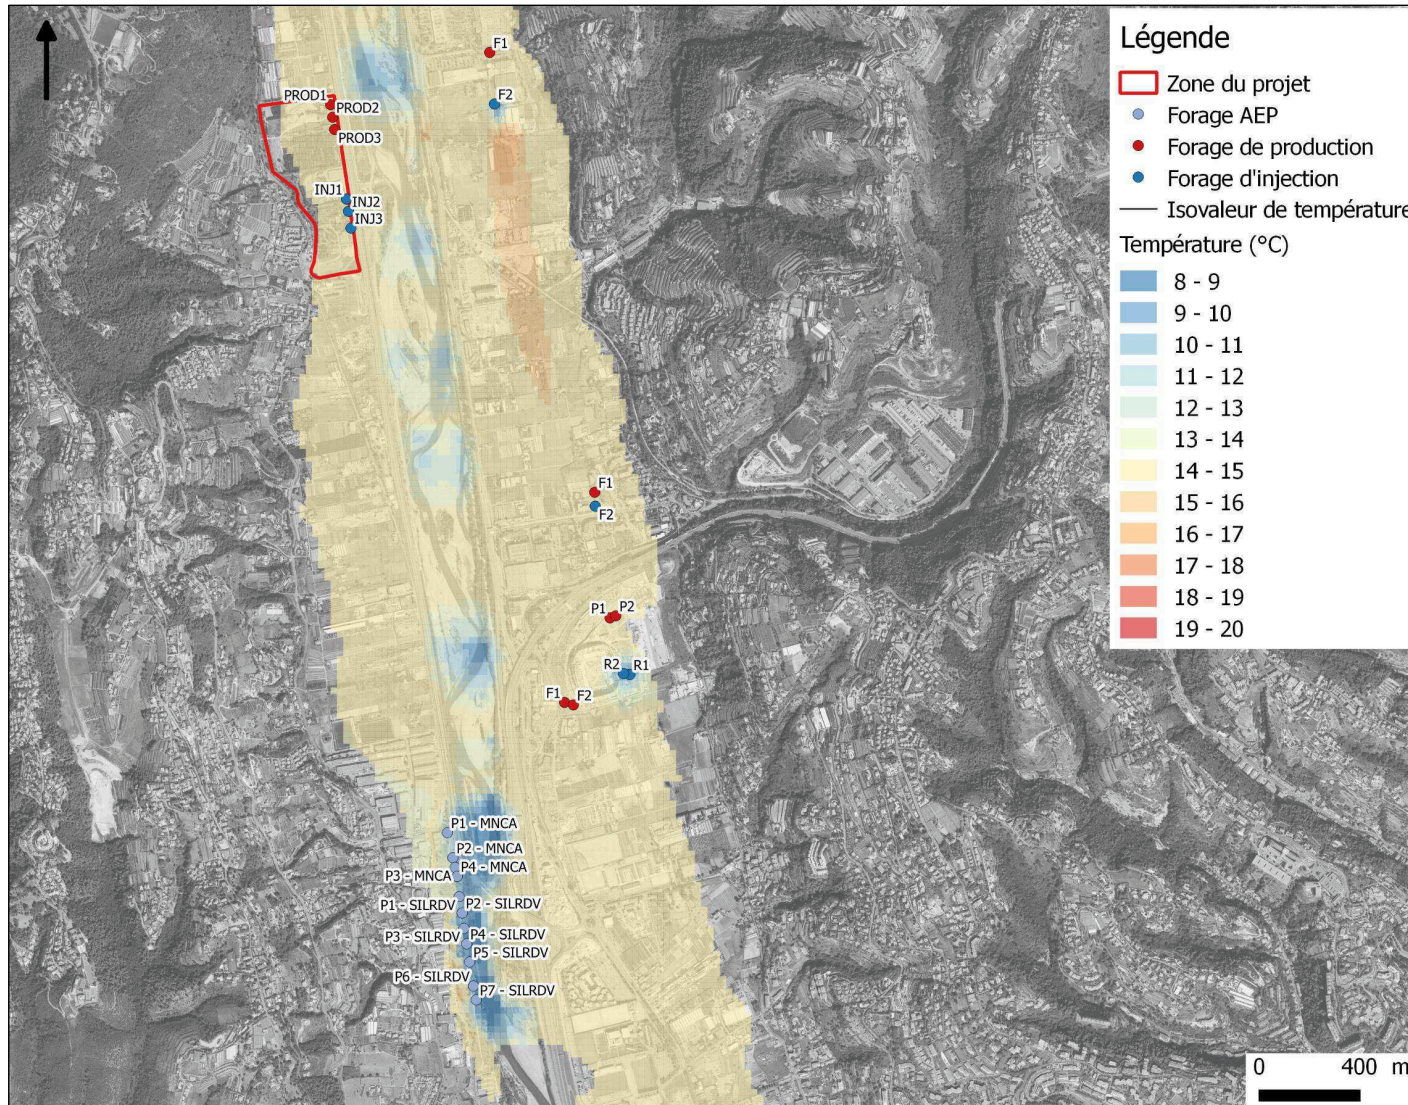 F1
F2
PROD1
PROD2
PROD3
INJ1
INJ2
INJ3
F1
F2
P1
P2
R2
R1
F1
F2
P1 - MNCA
P2 - MNCA
P4 - MNCA
P3 - MNCA
P1 - SILRDV
P2 - SILRDV
P3 - SILRDV
P4 - SILRDV
P5 - SILRDV
P6 - SILRDV
P7 - SILRDV
Légende
Zone du projet
Forage AEP
Forage de production
Forage d'injection
Isovaleur de température
Température (°C)
8 - 9
9 - 10
10 - 11
11 - 12
12 - 13
13 - 14
14 - 15
15 - 16
16 - 17
17 - 18
18 - 19
19 - 20
0 400 m